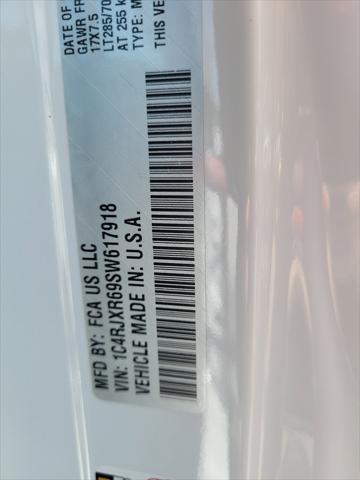 DATE OF
GAWR FR
17X7.5
LT285/70
AT 255 k
TYPE: M
THIS VE
MFD BY: FCA US LLC
VIN: 1C4RJXR69SW617918
VEHICLE MADE IN: U.S.A.